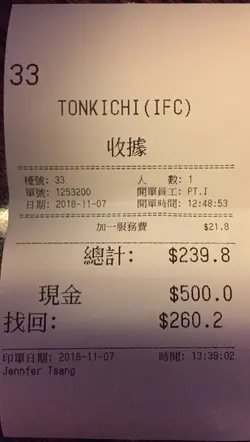 33
TONKICHI(IFC)
收據
檯號: 33 人 數: 1
單號: 1253200 開單員工: PT.I
日期: 2018-11-07 開單時間: 12:48:53
加一服務費 $21.8
總計: $239.8
現金 $500.0
找回: $260.2
印單日期: 2018-11-07 時間: 13:39:02
Jennfer Tsang